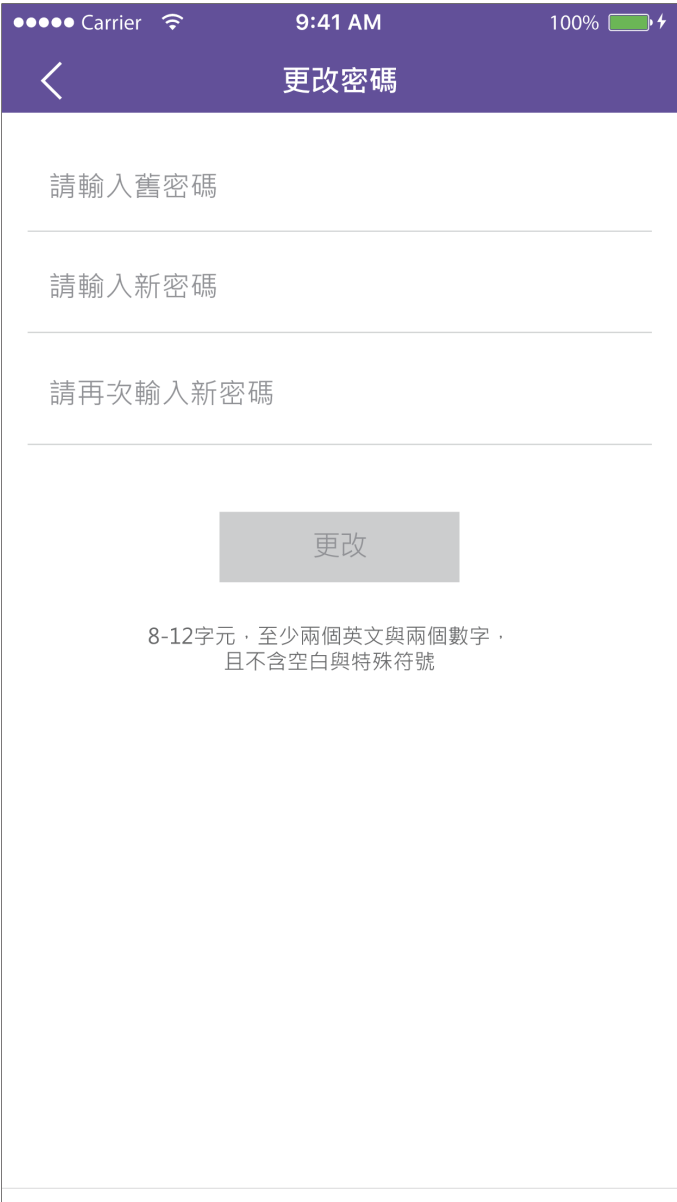 ●●●●● Carrier 9:41 AM 100%
更改密碼
請輸入舊密碼
請輸入新密碼
請再次輸入新密碼
更改
8-12字元，至少兩個英文與兩個數字，
且不含空白與特殊符號